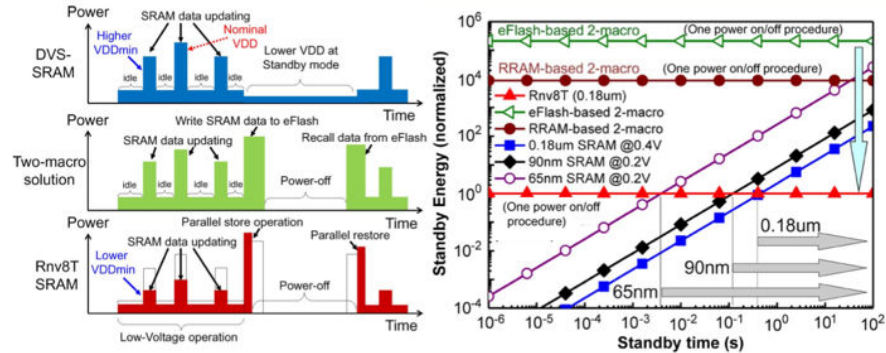 Power
SRAM data updating
Nominal
VDD
Higher
VDDmin
Lower VDD at
Standby mode
DVS-
SRAM
idle idle idle idle
Time
Power
Write SRAM data to eFlash
SRAM data updating
Recall data from eFlash
Two-macro
solution
idle idle idle idle
Power-off
Time
Power
Parallel store operation
SRAM data updating
Parallel restore
Lower
VDDmin
Rnv8T
SRAM
Power-off
Time
Low-Voltage operation
Standby Energy (normalized)
10^6
10^4
10^2
10^0
10^-2
10^-4
eFlash-based 2-macro
(One power on/off procedure)
RRAM-based 2-macro
(One power on/off procedure)
Rnv8T (0.18um)
eFlash-based 2-macro
RRAM-based 2-macro
0.18um SRAM @0.4V
90nm SRAM @0.2V
65nm SRAM @0.2V
(One power on/off
procedure)
0.18um
90nm
65nm
10^-6 10^-5 10^-4 10^-3 10^-2 10^-1 10^0 10^1 10^2
Standby time (s)